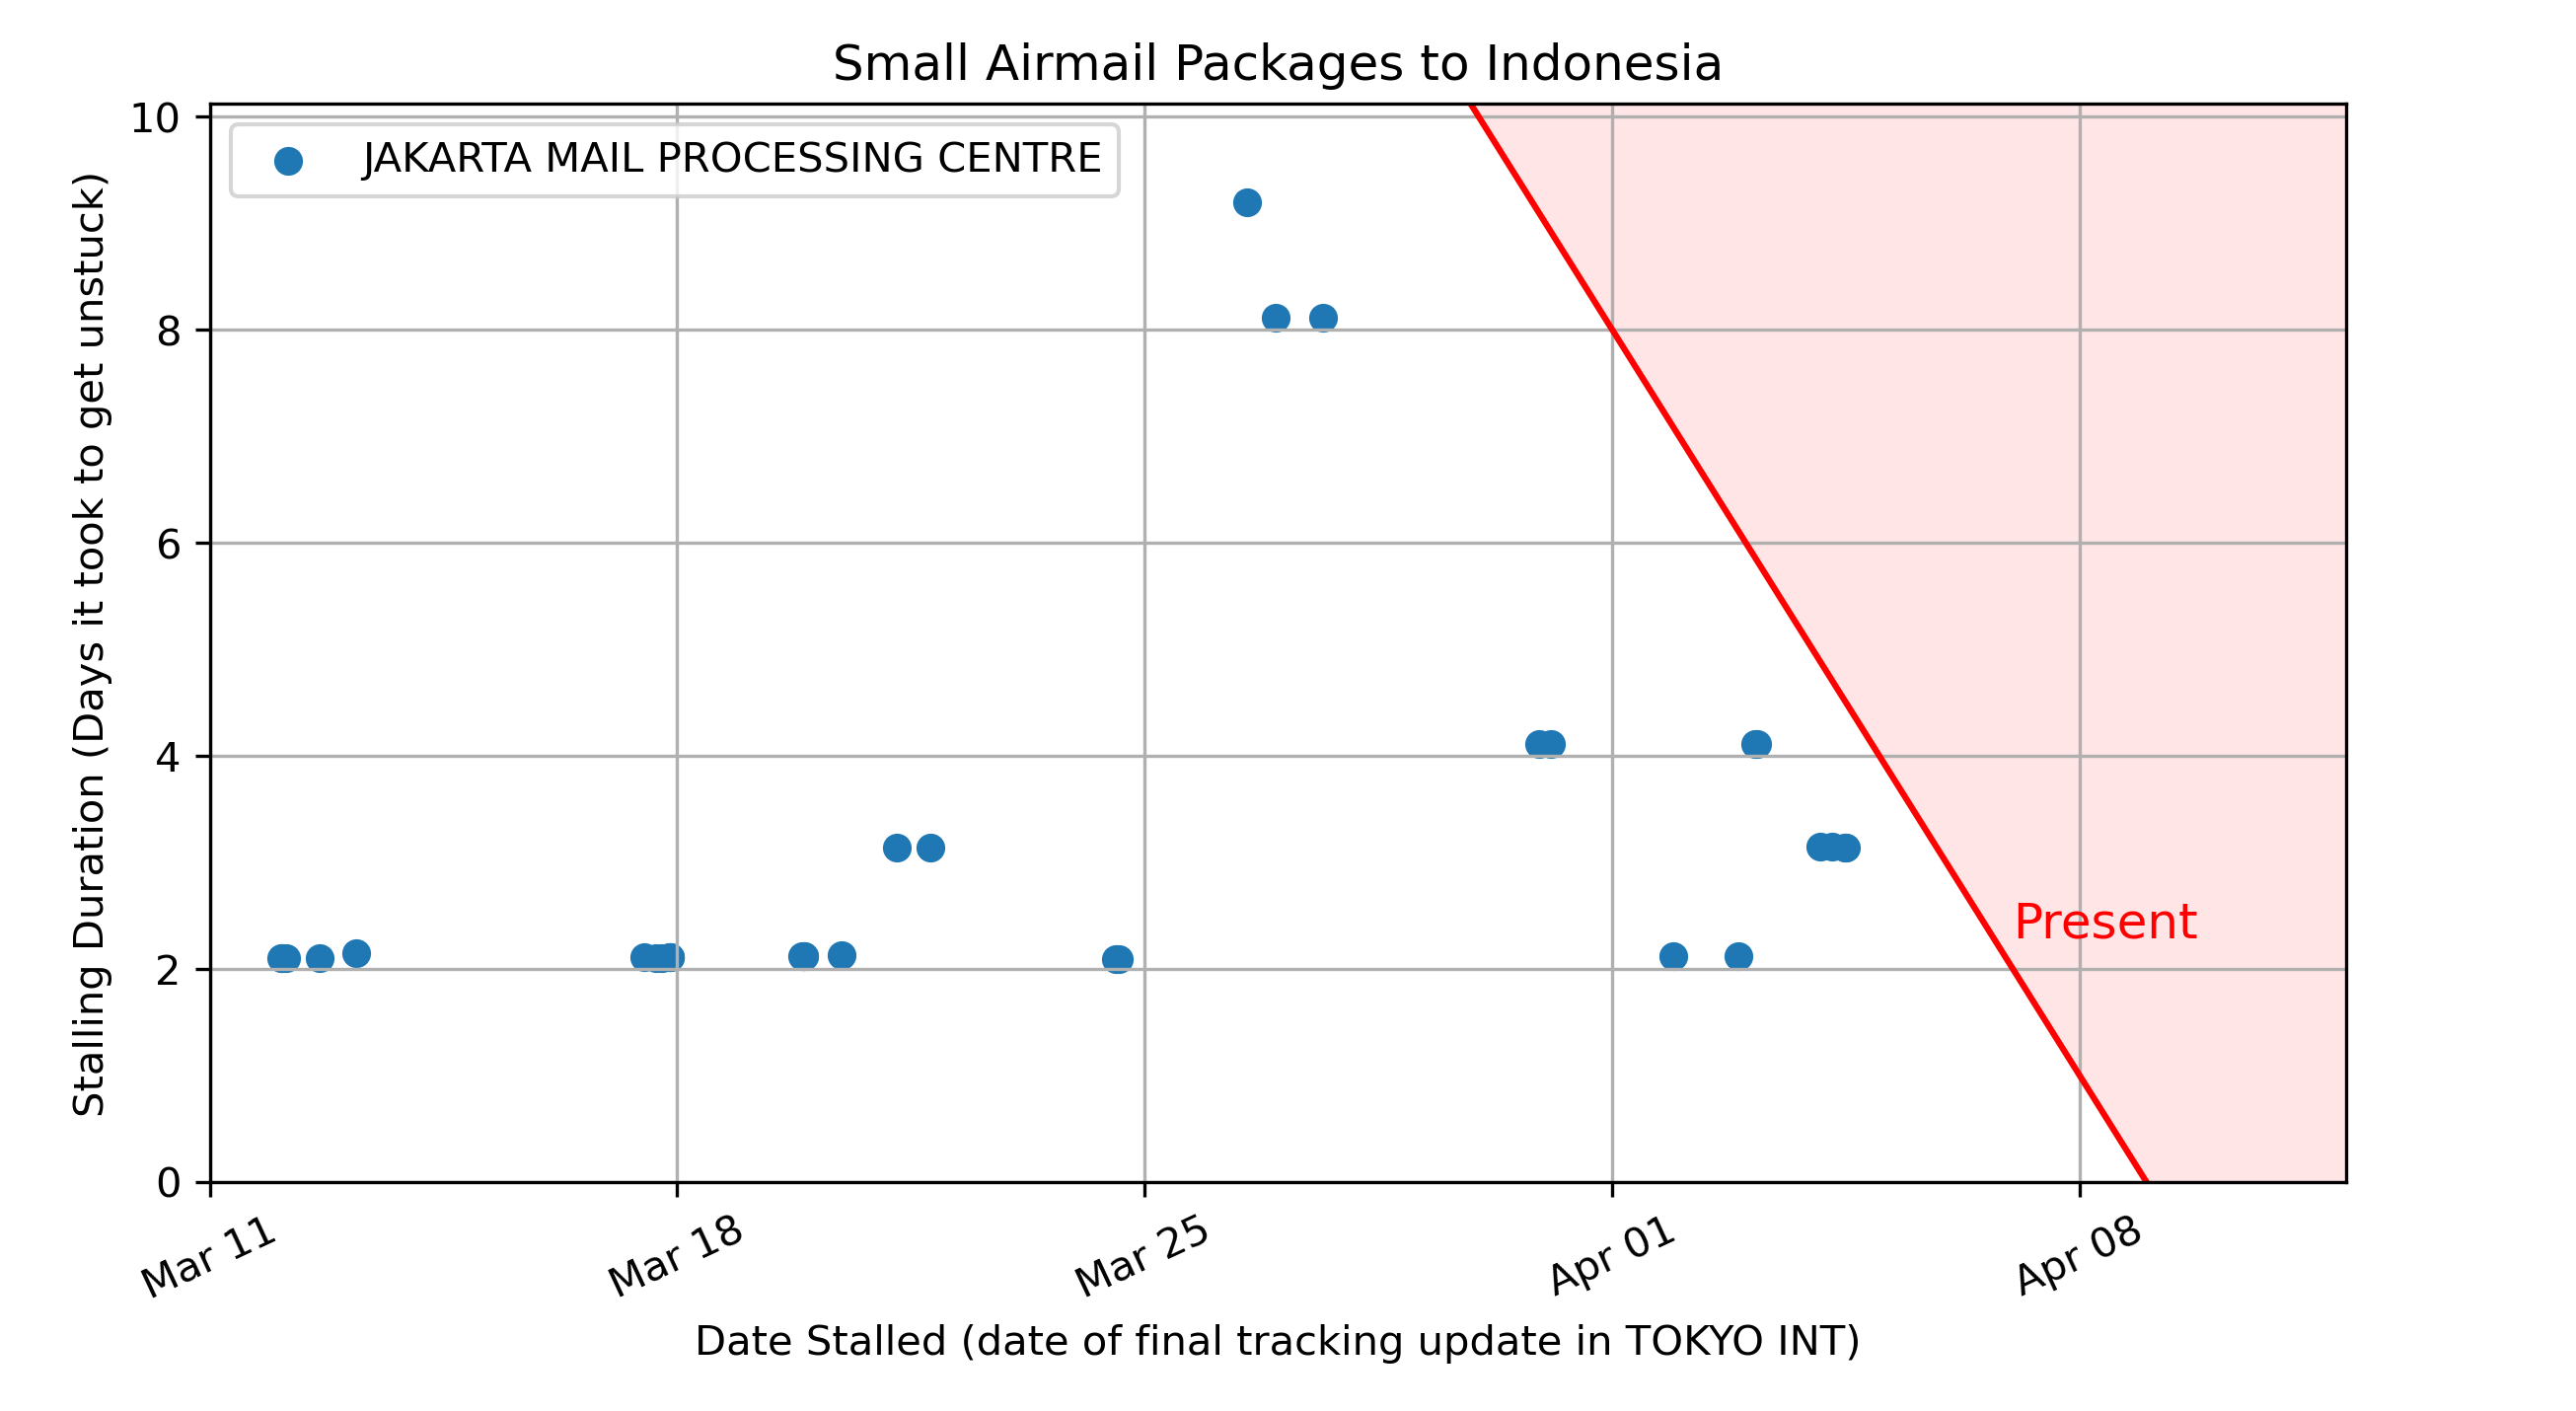 Small Airmail Packages to Indonesia
JAKARTA MAIL PROCESSING CENTRE
Stalling Duration (Days it took to get unstuck)
10
8
6
4
2
0
Present
Mar 11
Mar 18
Mar 25
Apr 01
Apr 08
Date Stalled (date of final tracking update in TOKYO INT)